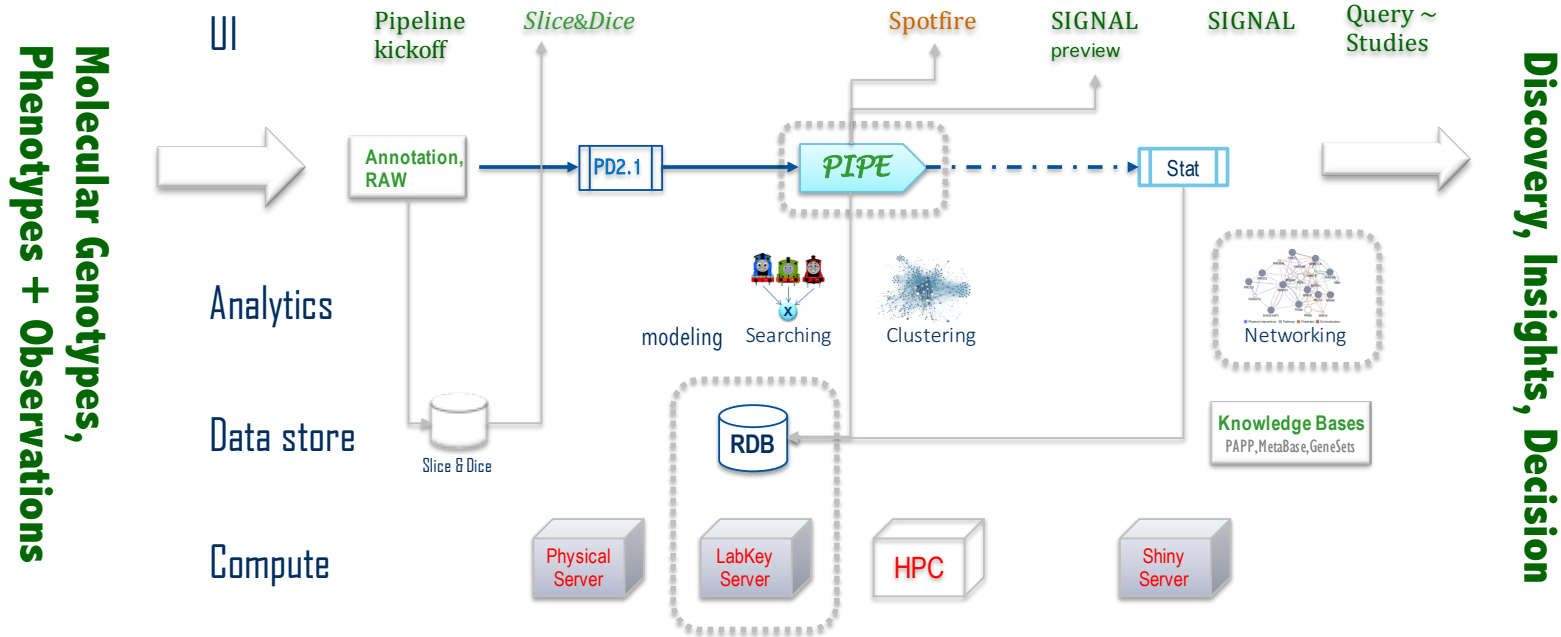 UI
Pipeline
kickoff
Slice&Dice
Spotfire
SIGNAL
preview
SIGNAL
Query ~
Studies
Molecular Genotypes,
Phenotypes + Observations
Annotation,
RAW
PD2.1
PIPE
Stat
Discovery, Insights, Decision
Analytics
modeling
X
Searching
Clustering
Networking
Data store
Slice & Dice
RDB
Knowledge Bases
PAPP,MetaBase,GeneSets
Compute
Physical
Server
LabKey
Server
HPC
Shiny
Server